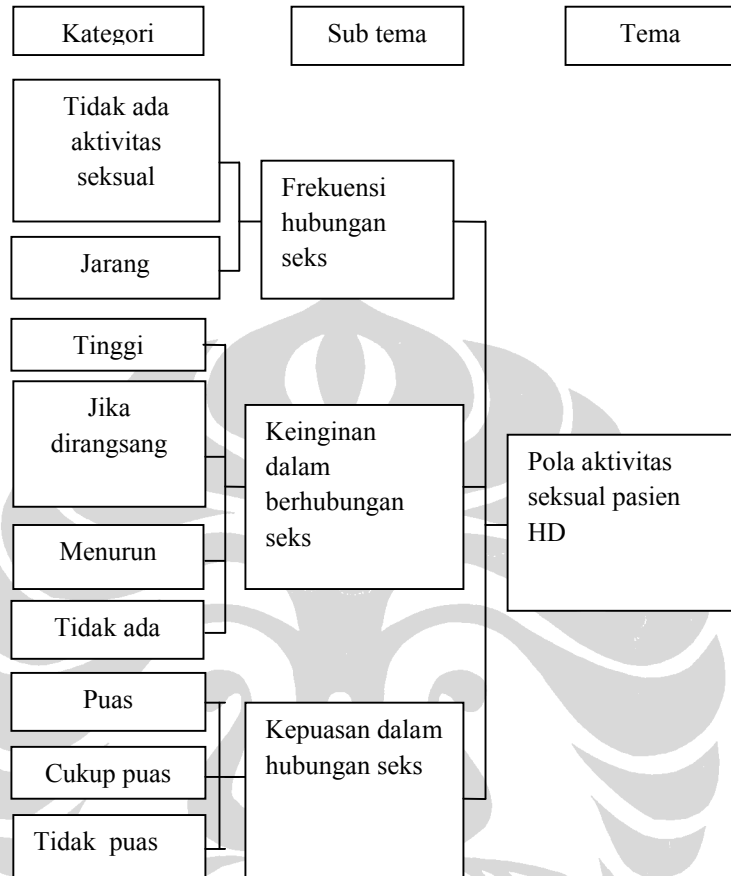 Kategori
Sub tema
Tema
Tidak ada
aktivitas
seksual
Jarang
Frekuensi
hubungan
seks
Tinggi
Jika
dirangsang
Menurun
Tidak ada
Keinginan
dalam
berhubungan
seks
Puas
Cukup puas
Tidak puas
Kepuasan dalam
hubungan seks
Pola aktivitas
seksual pasien
HD